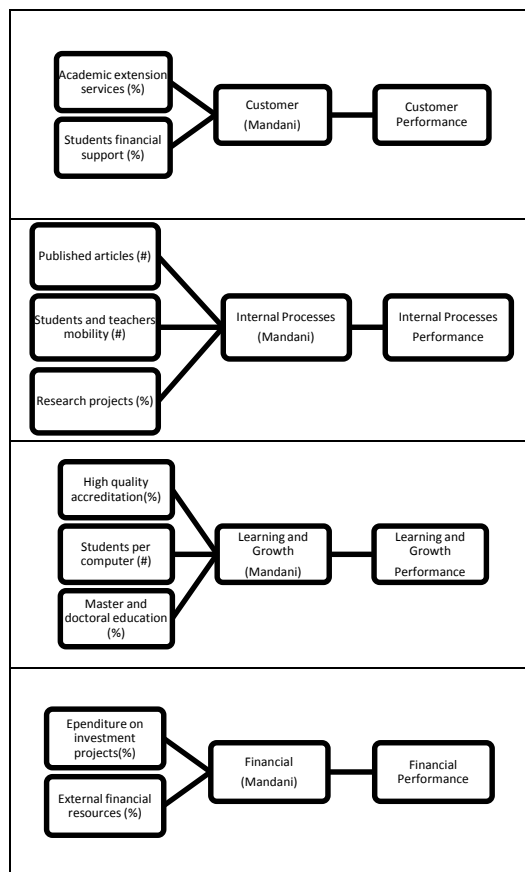 Academic extension
services (%)
Students financial
support (%)
Customer
(Mandani)
Customer
Performance
Published articles (#)
Students and teachers
mobility (#)
Research projects (%)
Internal Processes
(Mandani)
Internal Processes
Performance
High quality
accreditation(%)
Students per
computer (#)
Master and
doctoral education
(%)
Learning and
Growth
(Mandani)
Learning and
Growth
Performance
Ependiture on
investment
projects(%)
External financial
resources (%)
Financial
(Mandani)
Financial
Performance